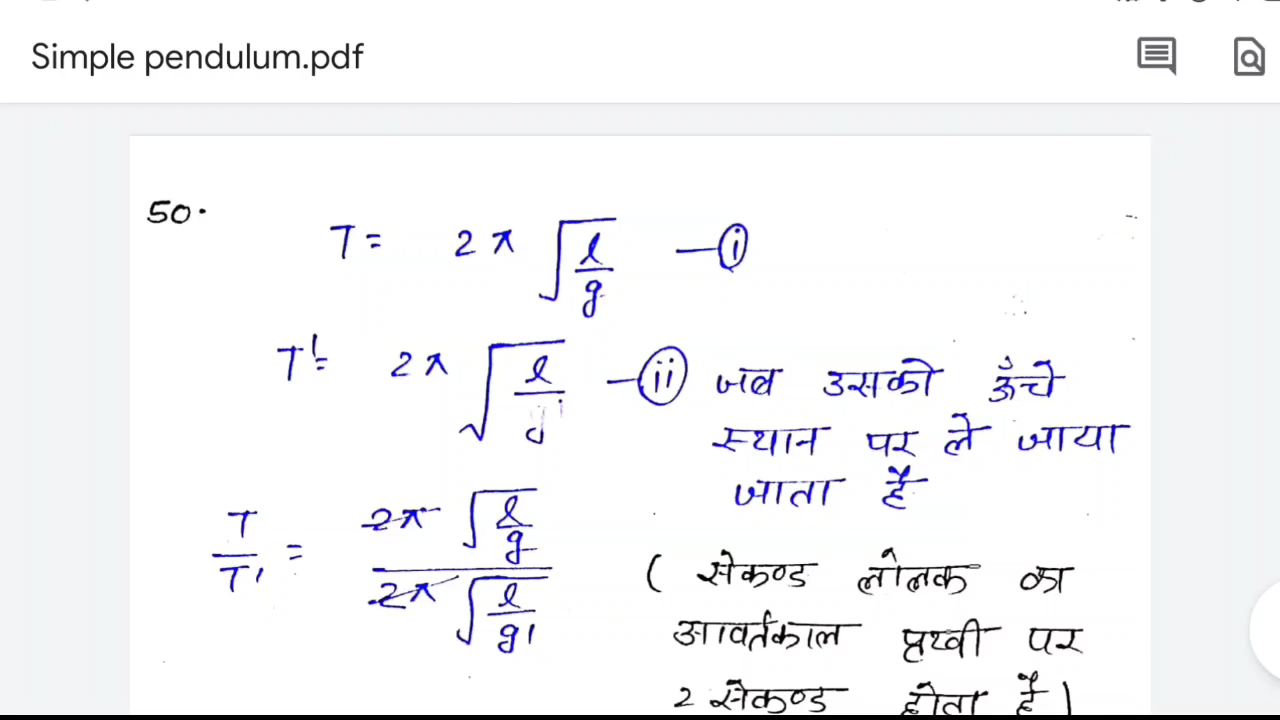 Simple pendulum.pdf
50.
T = 2π √(l/g) —(i)
T' = 2π √(l/g') —(ii) जब उसको ऊँचे
स्थान पर ले जाया
जाता है
T/T' = 2π √(l/g) / 2π √(l/g')
( सेकण्ड लोलक का
आवर्तकाल पृथ्वी पर
2 सेकण्ड होता है)